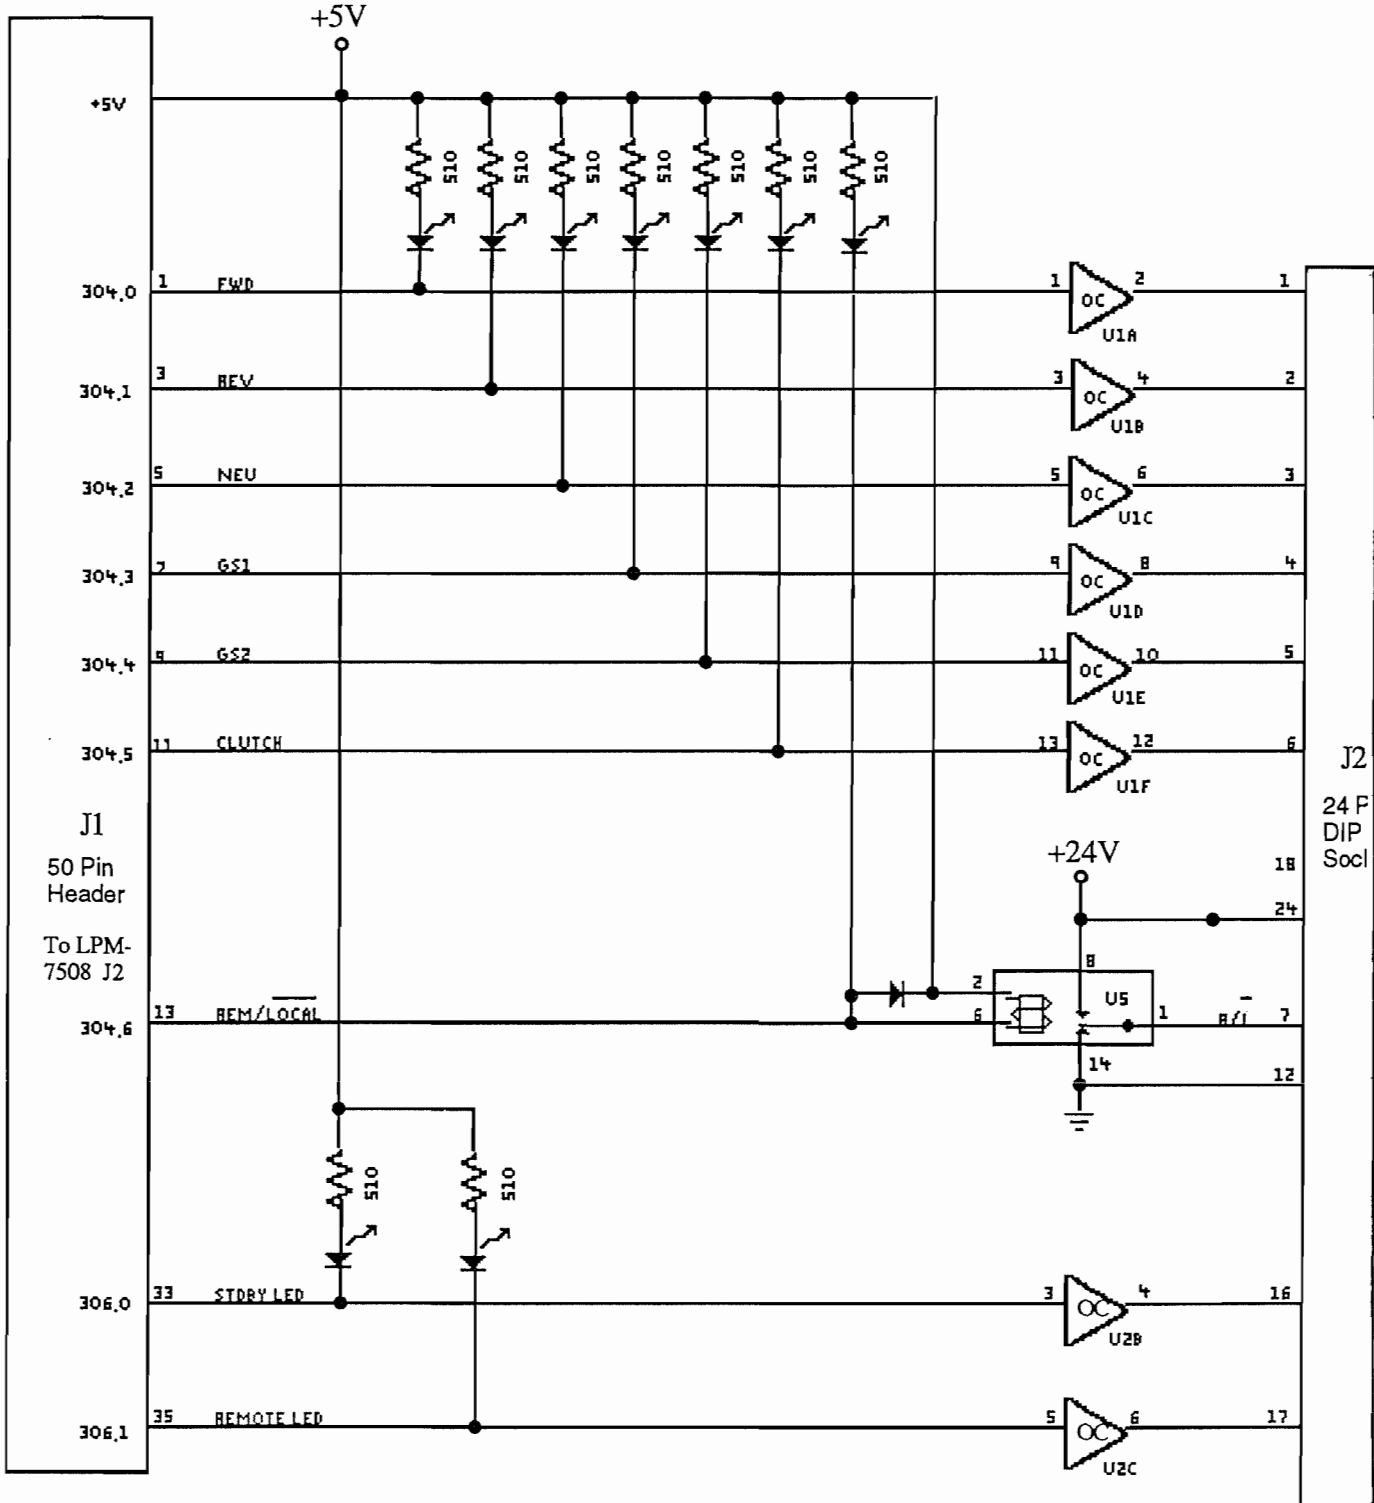 +5V
+5V
510 510 510 510 510 510 510
304.0 1 FWD 1 OC 2 1
U1A
304.1 3 REV 3 OC 4 2
U1B
304.2 5 NEU 5 OC 6 3
U1C
304.3 7 GS1 9 OC 8 4
U1D
304.4 9 GS2 11 OC 10 5
U1E
304.5 11 CLUTCH 13 OC 12 6
U1F
J2
24 P
DIP
Socl
J1
50 Pin
Header
To LPM-
7508 J2
+24V
18
24
8
304.6 13 REM/LOCAL 2 6 U5 1 R/L 7
14
12
510 510
306.0 33 STDBY LED 3 OC 4 16
U2B
306.1 35 REMOTE LED 5 OC 6 17
U2C